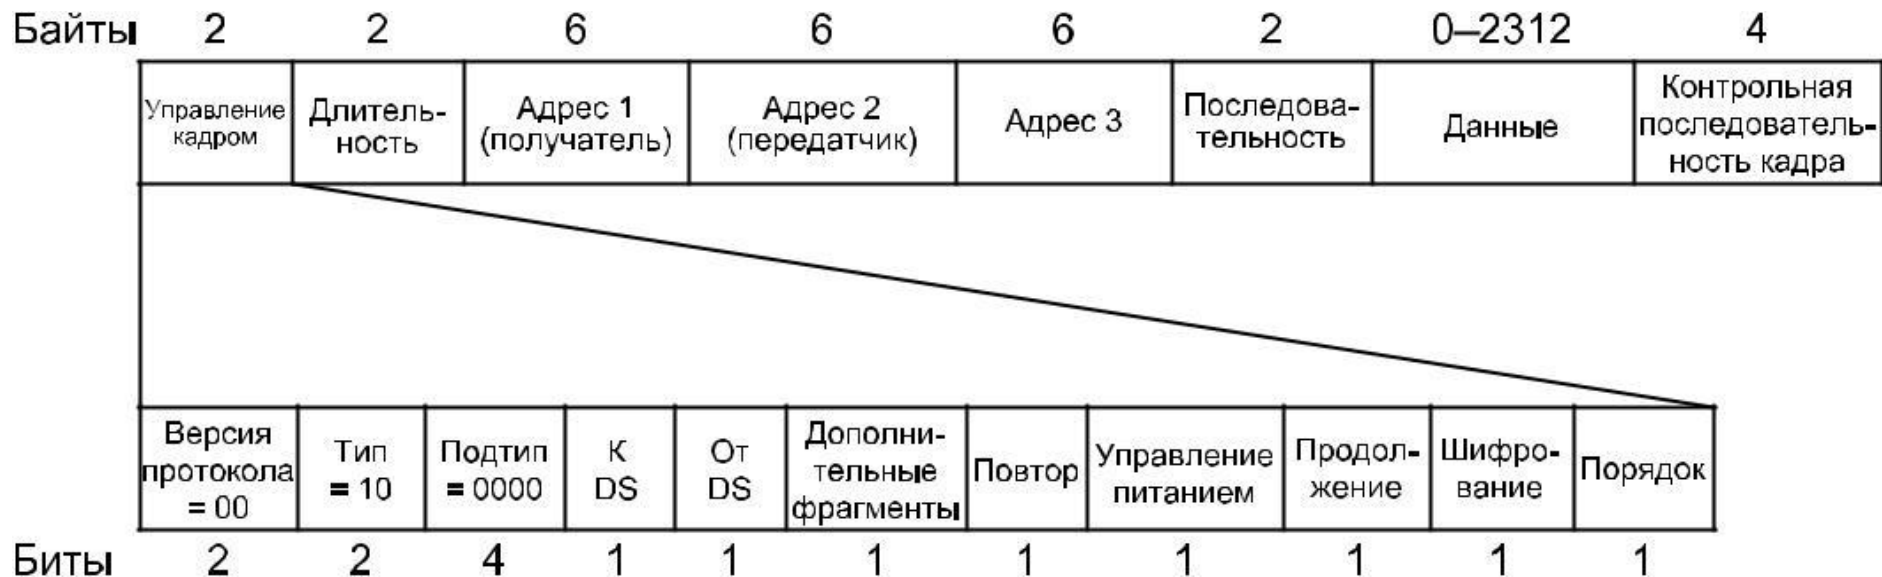 Байты 2 2 6 6 6 2 0–2312 4
Управление
кадром
Длитель-
ность
Адрес 1
(получатель)
Адрес 2
(передатчик)
Адрес 3
Последова-
тельность
Данные
Контрольная
последователь-
ность кадра
Версия
протокола
= 00
Тип
= 10
Подтип
= 0000
К
DS
От
DS
Дополни-
тельные
фрагменты
Повтор
Управление
питанием
Продол-
жение
Шифро-
вание
Порядок
Биты 2 2 4 1 1 1 1 1 1 1 1